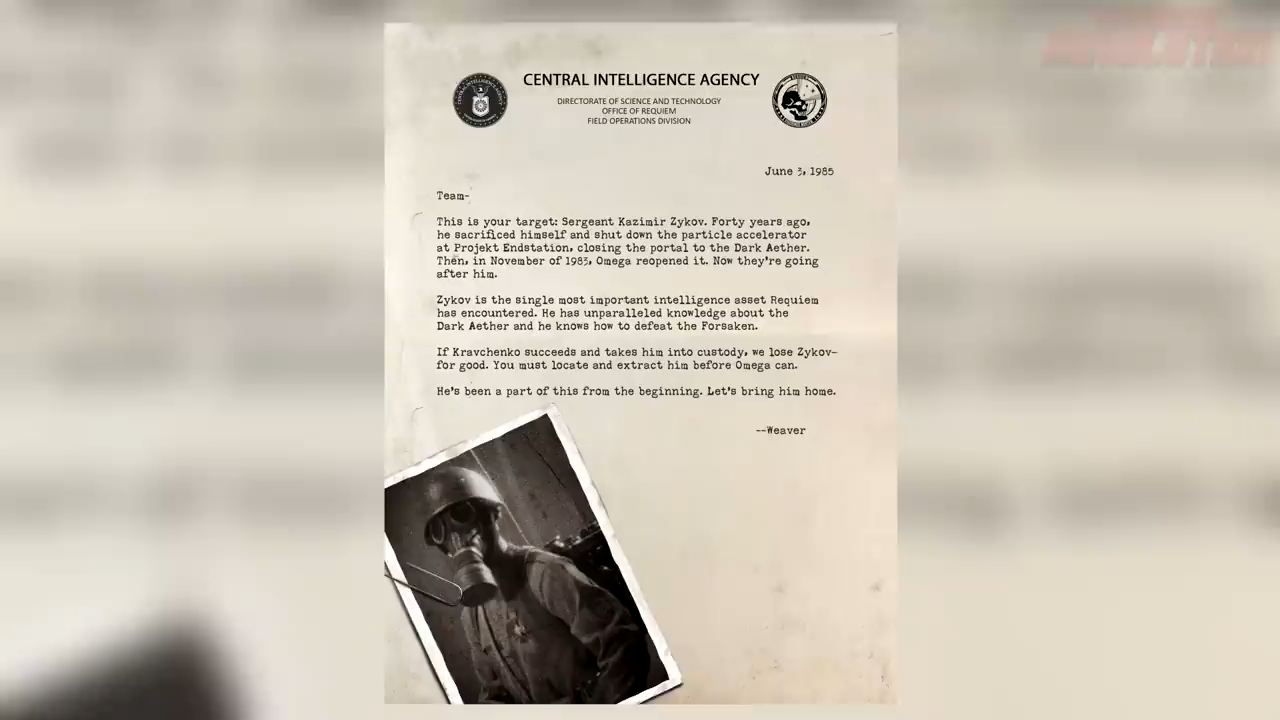 CENTRAL INTELLIGENCE AGENCY
DIRECTORATE OF SCIENCE AND TECHNOLOGY
OFFICE OF REQUIEM
FIELD OPERATIONS DIVISION
June 3, 1985
Team-
This is your target: Sergeant Kazimir Zykov. Forty years ago,
he sacrificed himself and shut down the particle accelerator
at Projekt Endstation, closing the portal to the Dark Aether.
Then, in November of 1983, Omega reopened it. Now they're going
after him.
Zykov is the single most important intelligence asset Requiem
has encountered. He has unparalleled knowledge about the
Dark Aether and he knows how to defeat the Forsaken.
If Kravchenko succeeds and takes him into custody, we lose Zykov-
for good. You must locate and extract him before Omega can.
He's been a part of this from the beginning. Let's bring him home.
--Weaver